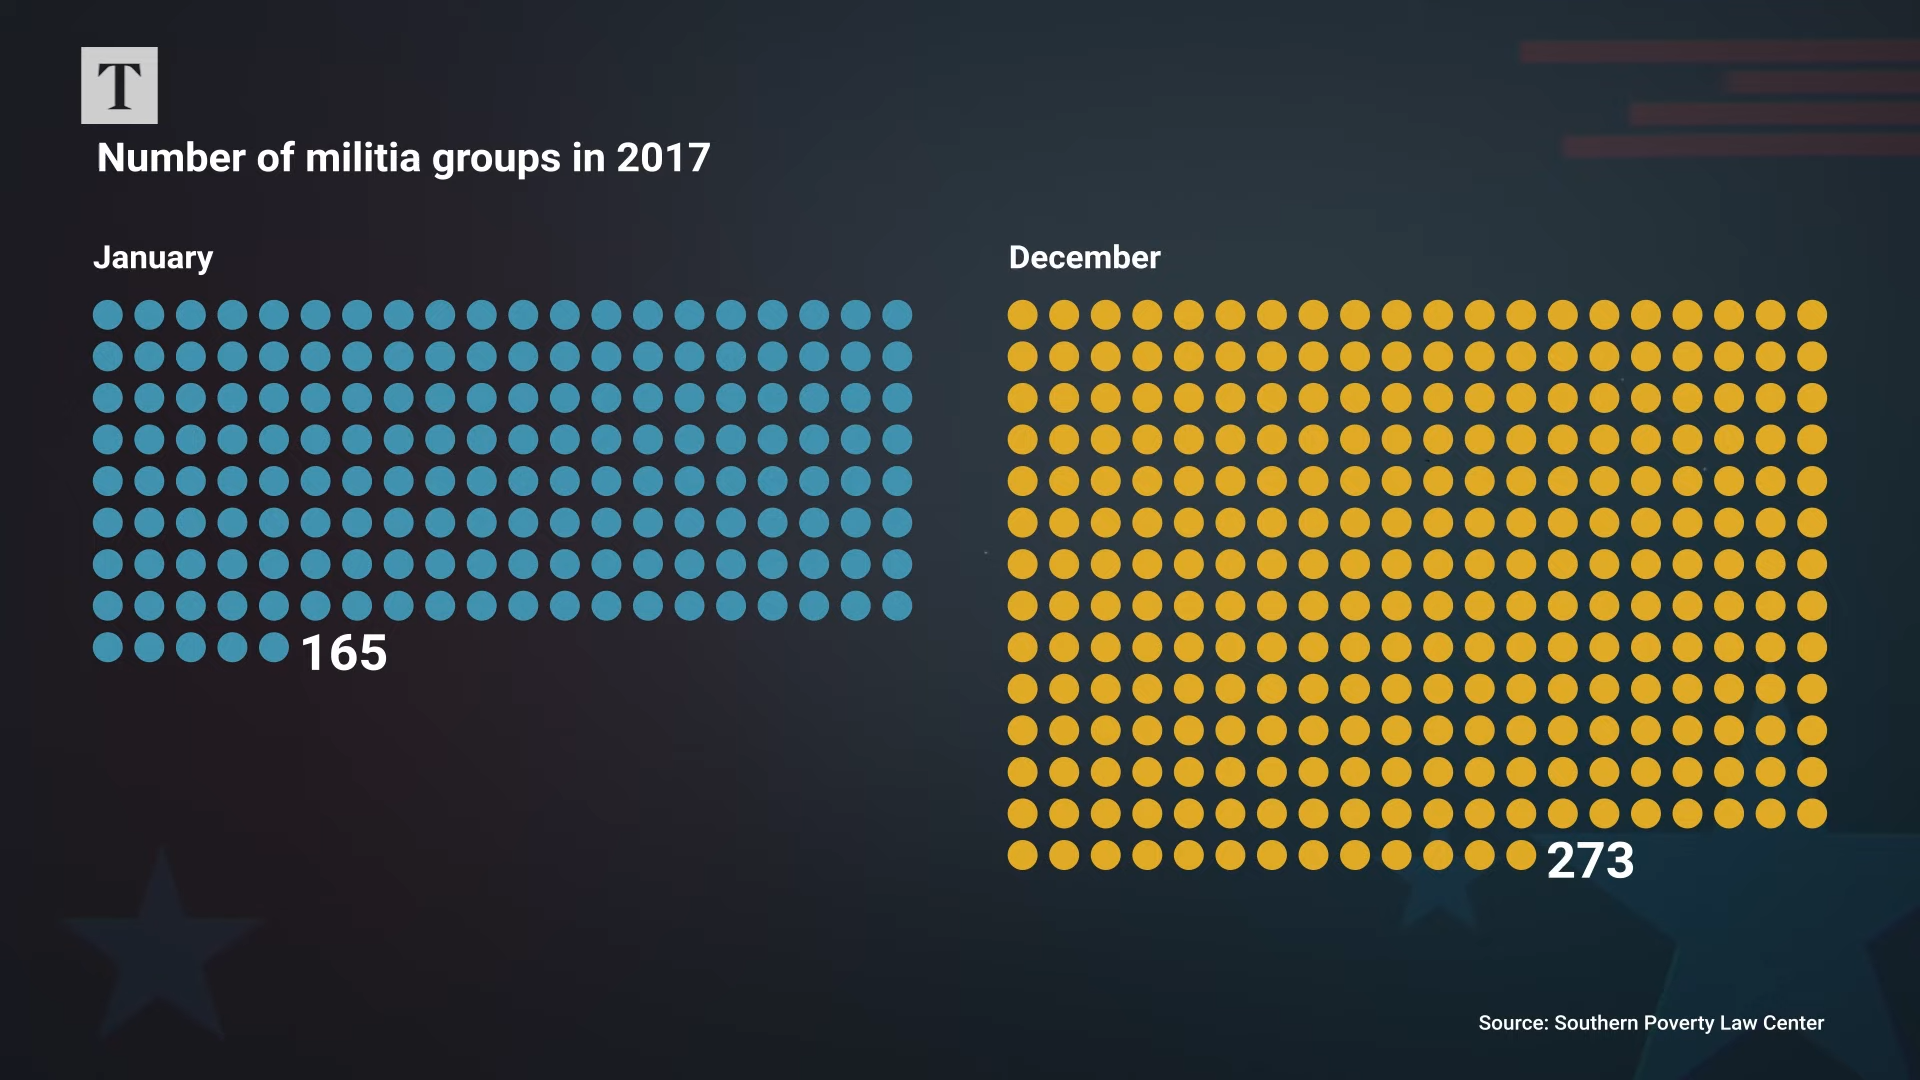 T
Number of militia groups in 2017
January
December
165
273
Source: Southern Poverty Law Center